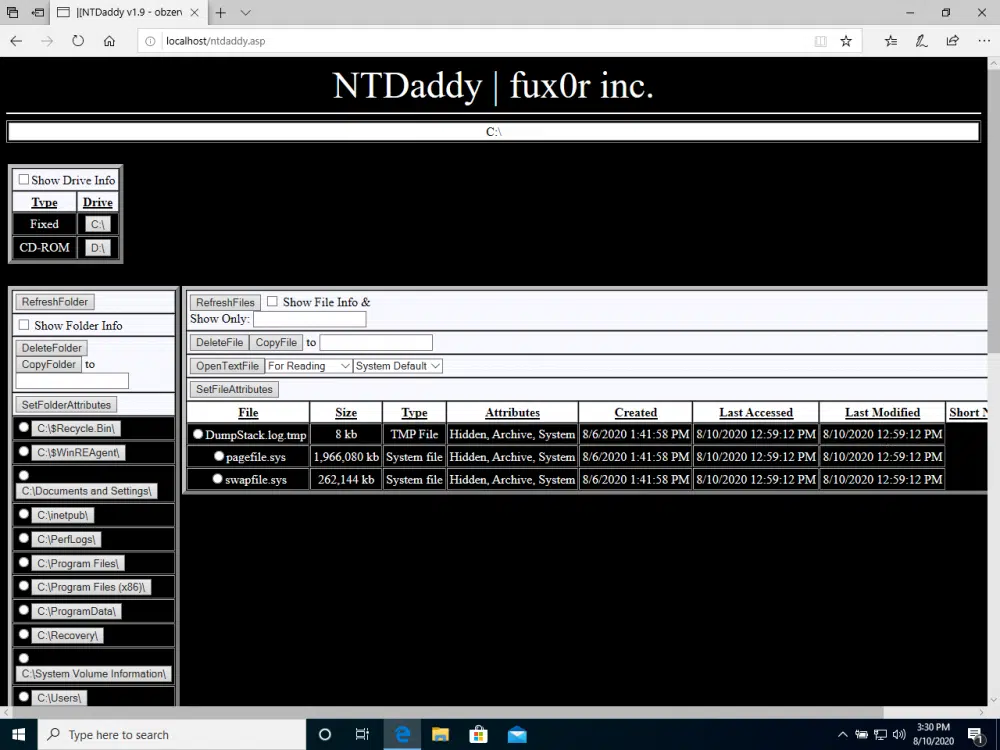 |[NTDaddy v1.9 - obzen
localhost/ntdaddy.asp
NTDaddy | fux0r inc.
C:\
Show Drive Info
Type Drive
Fixed C:\
CD-ROM D:\
RefreshFolder
Show Folder Info
DeleteFolder
CopyFolder to
SetFolderAttributes
C:\$Recycle.Bin\
C:\$WinREAgent\
C:\Documents and Settings\
C:\inetpub\
C:\PerfLogs\
C:\Program Files\
C:\Program Files (x86)\
C:\ProgramData\
C:\Recovery\
C:\System Volume Information\
C:\Users\
RefreshFiles Show File Info &
Show Only:
DeleteFile CopyFile to
OpenTextFile For Reading System Default
SetFileAttributes
File Size Type Attributes Created Last Accessed Last Modified Short N
DumpStack.log.tmp 8 kb TMP File Hidden, Archive, System 8/6/2020 1:41:58 PM 8/10/2020 12:59:12 PM 8/10/2020 12:59:12 PM
pagefile.sys 1,966,080 kb System file Hidden, Archive, System 8/6/2020 1:41:58 PM 8/10/2020 12:59:12 PM 8/10/2020 12:59:12 PM
swapfile.sys 262,144 kb System file Hidden, Archive, System 8/6/2020 1:41:58 PM 8/10/2020 12:59:12 PM 8/10/2020 12:59:12 PM
Type here to search
3:30 PM
8/10/2020
1